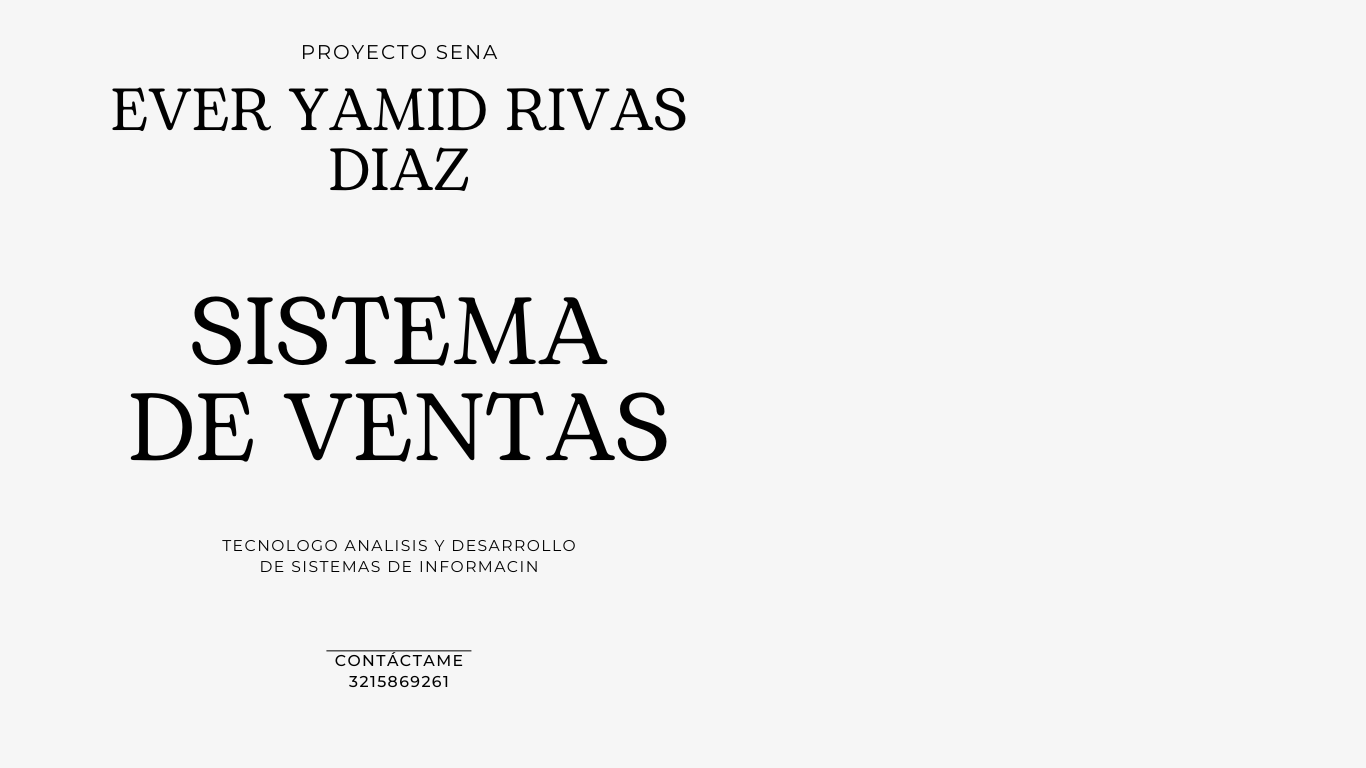 PROYECTO SENA
EVER YAMID RIVAS
DIAZ
SISTEMA
DE VENTAS
TECNOLOGO ANALISIS Y DESARROLLO
DE SISTEMAS DE INFORMACIN
CONTÁCTAME
3215869261